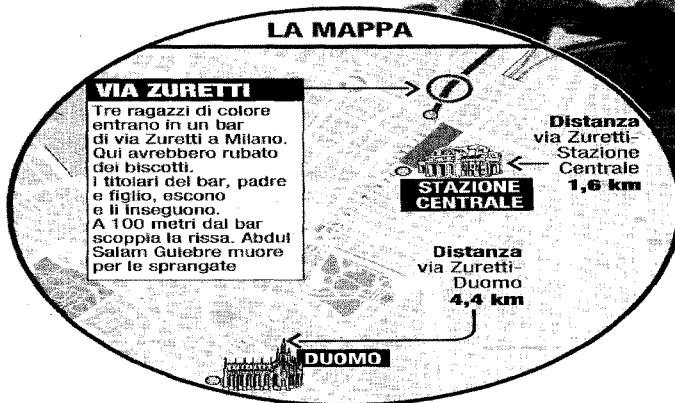 LA MAPPA
VIA ZURETTI
Tre ragazzi di colore
entrano in un bar
di via Zuretti a Milano.
Qui avrebbero rubato
dei biscotti.
I titolari del bar, padre
e figlio, escono
e li inseguono.
A 100 metri dal bar
scoppia la rissa. Abdul
Salam Guiebre muore
per le sprangate
Distanza
via Zuretti-
Stazione
Centrale
1,6 km
STAZIONE
CENTRALE
Distanza
via Zuretti-
Duomo
4,4 km
DUOMO